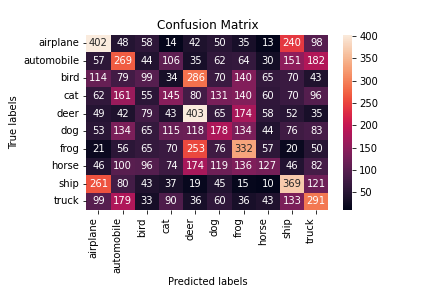 Confusion Matrix
airplane 402 48 58 14 42 50 35 13 240 98
automobile 57 269 44 106 35 62 64 30 151 182
bird 114 79 99 34 286 70 140 65 70 43
cat 62 161 55 145 80 131 140 60 70 96
deer 49 42 79 43 403 65 174 58 52 35
dog 53 134 65 115 118 178 134 44 76 83
frog 21 56 65 70 253 76 332 57 20 50
horse 46 100 96 74 174 119 136 127 46 82
ship 261 80 43 37 19 45 15 10 369 121
truck 99 179 33 90 36 60 36 43 133 291
airplane automobile bird cat deer dog frog horse ship truck
Predicted labels
True labels
400
350
300
250
200
150
100
50